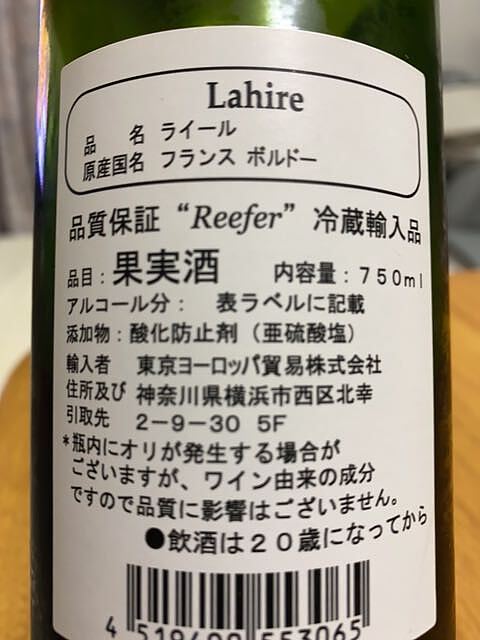 Lahire
品 名 ライール
原産国名 フランス ボルドー
品質保証 “Reefer” 冷蔵輸入品
品目：果実酒 内容容量：750ml
アルコール分： 表ラベルに記載
添加物：酸化防止剤（亜硫酸塩）
輸入者 東京ヨーロッパ貿易株式会社
住所及び 神奈川県横浜市西区北幸
引取先 2-9-30 5F
*瓶内にオリが発生する場合が
ございますが、ワイン由来の成分
ですので品質に影響はございません。
●飲酒は20歳になってから